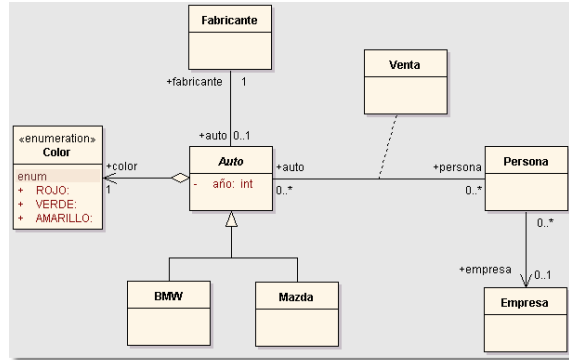 Fabricante
Venta
+fabricante 1
+auto 0..1
«enumeration»
Color
enum
+ ROJO:
+ VERDE:
+ AMARILLO:
+color
1
Auto
- año: int
+auto
0..*
+persona
0..*
Persona
0..*
+empresa
0..1
BMW
Mazda
Empresa